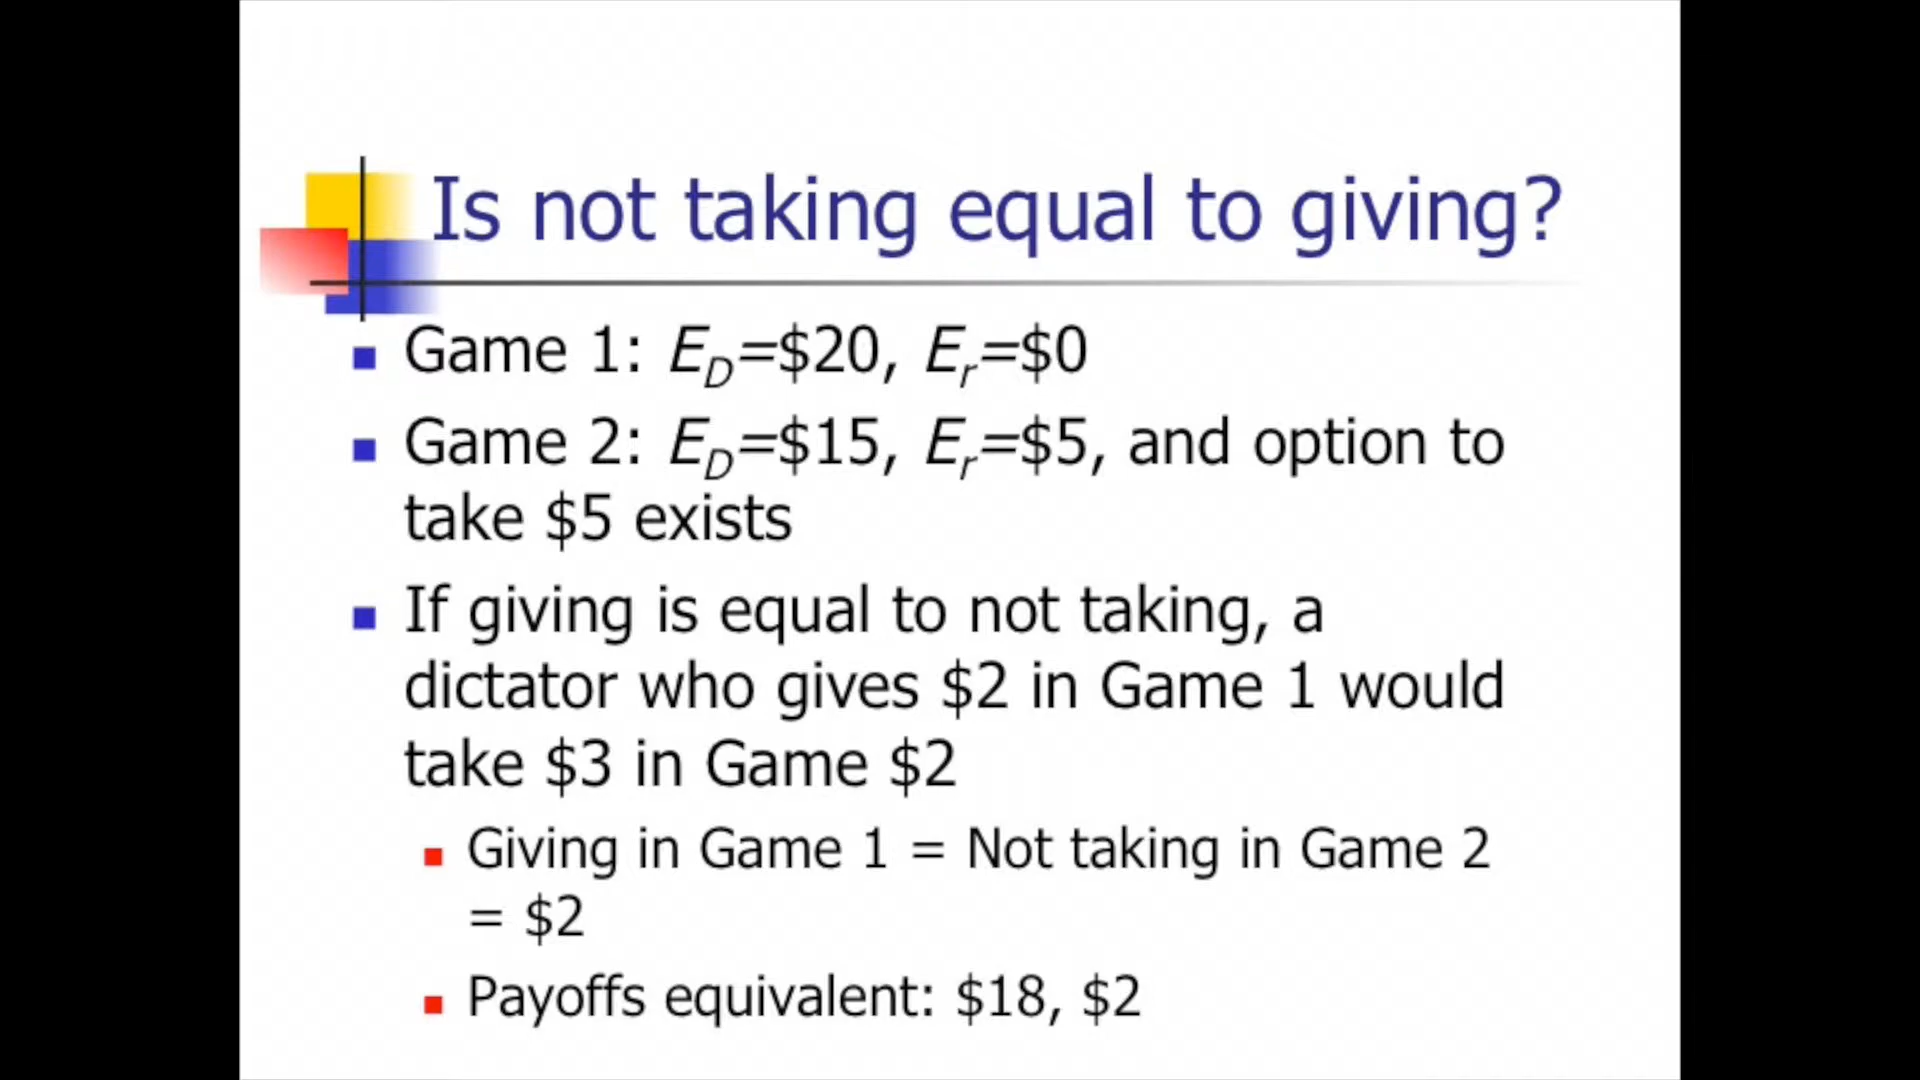 Is not taking equal to giving?
Game 1: E_D=$20, E_r=$0
Game 2: E_D=$15, E_r=$5, and option to
take $5 exists
If giving is equal to not taking, a
dictator who gives $2 in Game 1 would
take $3 in Game $2
Giving in Game 1 = Not taking in Game 2
= $2
Payoffs equivalent: $18, $2